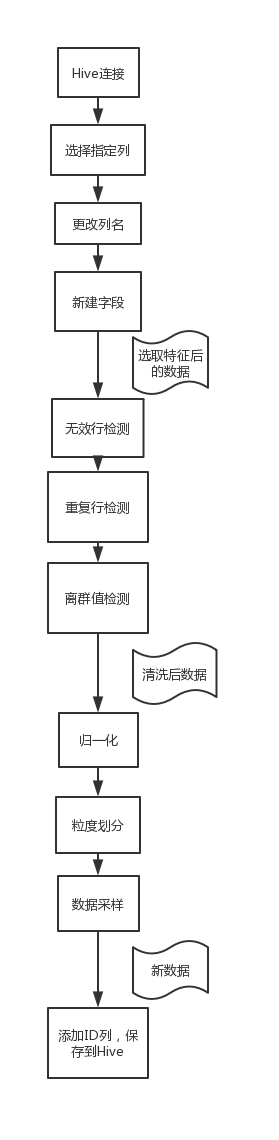 Hive连接
选择指定列
更改列名
新建字段
选取特征后
的数据
无效行检测
重复行检测
离群值检测
清洗后数据
归一化
粒度划分
数据采样
新数据
添加ID列，保
存到Hive